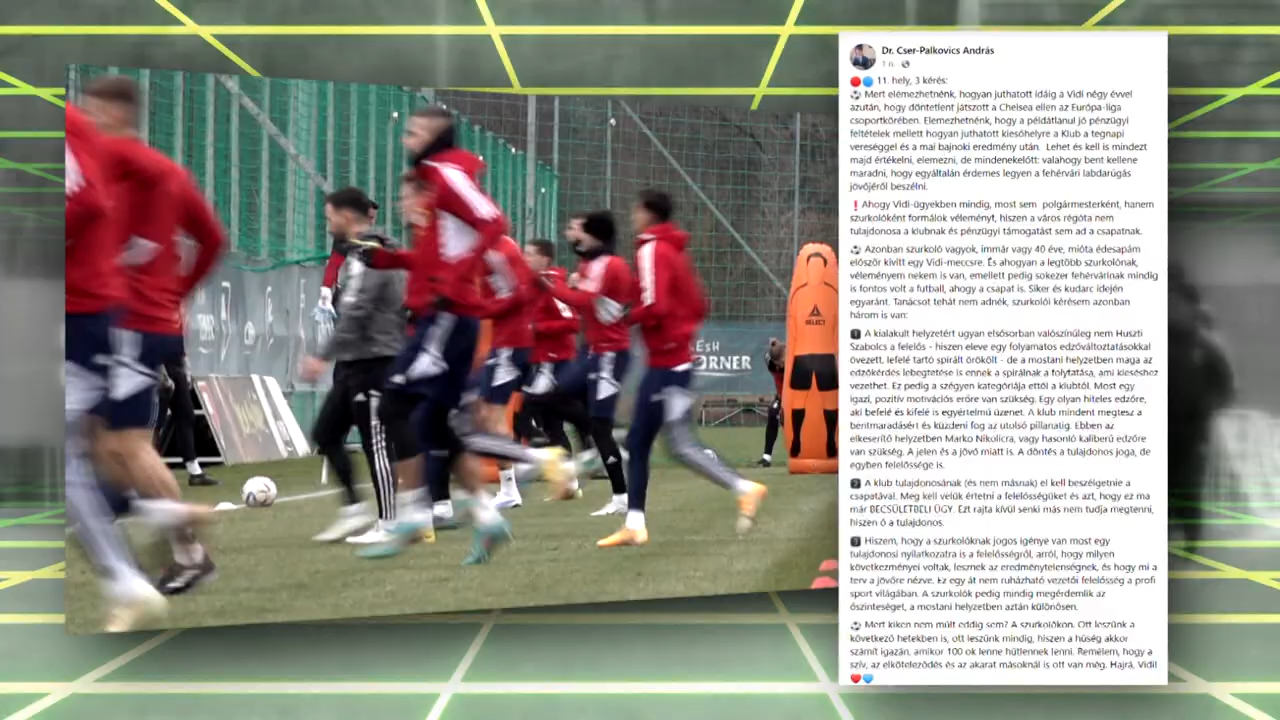 Dr. Cser-Palkovics András
1 n.
11. hely, 3 kérés:
Mert elemezhetnénk, hogyan juthatott idáig a Vidi négy évvel
azután, hogy döntetlent játszott a Chelsea ellen az Európa-liga
csoportkörében. Elemezhetnénk, hogy a példátlanul jó pénzügyi
feltételek mellett hogyan juthatott kiesőhelyre a Klub a tegnapi
vereséggel és a mai bajnoki eredmény után. Lehet és kell is mindezt
majd értékelni, elemezni, de mindenekelőtt: valahogy bent kellene
maradni, hogy egyáltalán érdemes legyen a fehérvári labdarúgás
jövőjéről beszélni.
Ahogy Vidi-ügyekben mindig, most sem polgármesterként, hanem
szurkolóként formálok véleményt, hiszen a város régóta nem
tulajdonosa a klubnak és pénzügyi támogatást sem ad a csapatnak.
Azonban szurkoló vagyok, immár vagy 40 éve, mióta édesapám
először kivitt egy Vidi-meccsre. És ahogyan a legtöbb szurkolónak,
véleményem nekem is van, emellett pedig sokezer fehérvárinak mindig
is fontos volt a futball, ahogy a csapat is. Siker és kudarc idején
egyaránt. Tanácsot tehát nem adnék, szurkolói kérésem azonban
három is van:
1 A kialakult helyzetért ugyan elsősorban valószínűleg nem Huszti
Szabolcs a felelős - hiszen eleve egy folyamatos edzőváltoztatásokkal
övezett, lefelé tartó spirált örökölt - de a mostani helyzetben maga az
edzőkérdés lebegtetése is ennek a spirálnak a folytatása, ami kieséshez
vezethet. Ez pedig a szégyen kategóriája ettől a klubtól. Most egy
igazi, pozitív motivációs erőre van szükség. Egy olyan hiteles edzőre,
aki befelé és kifelé is egyértelmű üzenet. A klub mindent megtesz a
bentmaradásért és küzdeni fog az utolsó pillanatig. Ebben az
elkeserítő helyzetben Marko Nikolicra, vagy hasonló kaliberű edzőre
van szükség. A jelen és a jövő miatt is. A döntés a tulajdonos joga, de
egyben felelőssége is.
2 A klub tulajdonosának (és nem másnak) el kell beszélgetnie a
csapatával. Meg kell velük értetni a felelősségüket és azt, hogy ez ma
már BECSÜLETBELI ÜGY. Ezt rajta kívül senki más nem tudja megtenni,
hiszen ő a tulajdonos.
3 Hiszem, hogy a szurkolóknak jogos igénye van most egy
tulajdonosi nyilatkozatra is a felelősségről, arról, hogy milyen
következményei voltak, lesznek az eredménytelenségnek, és hogy mi a
terv a jövőre nézve. Ez egy át nem ruházható vezetői felelősség a profi
sport világában. A szurkolók pedig mindig megérdemlik az
őszinteséget, a mostani helyzetben aztán különösen.
Mert kiken nem múlt eddig sem? A szurkolókon. Ott leszünk a
következő hetekben is, ott leszünk mindig, hiszen a hűség akkor
számít igazán, amikor 100 ok lenne hűtlennek lenni. Remélem, hogy a
szív, az elköteleződés és az akarat másoknál is ott van még. Hajrá, Vidi!
SELECT
ORNER